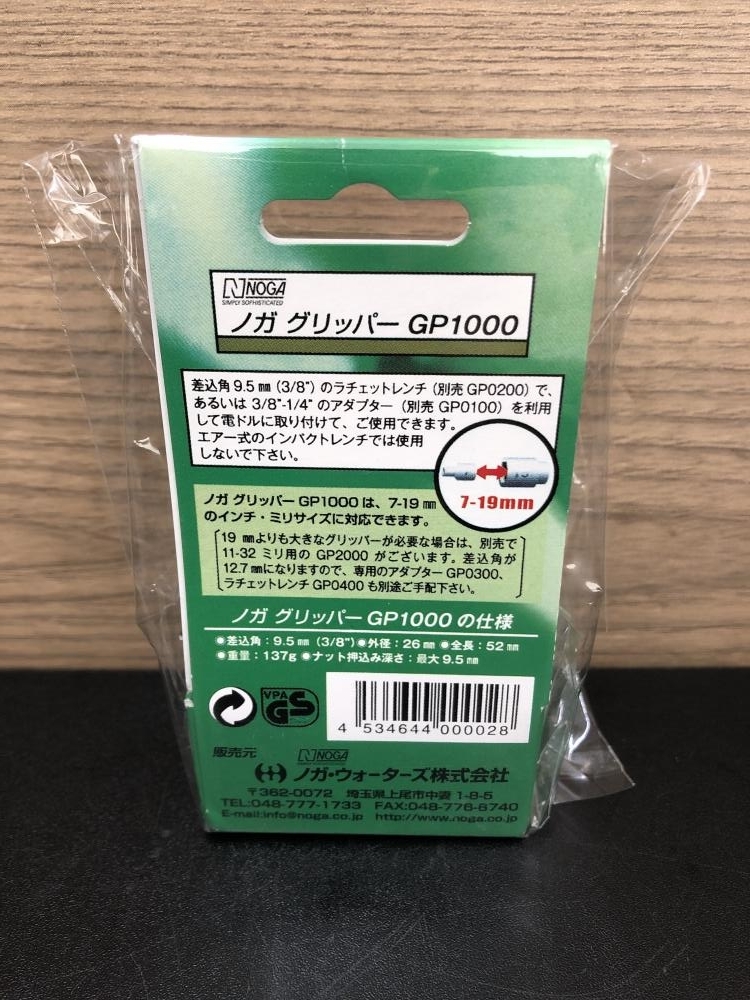 NOGA
SIMPLY SOPHISTICATED
ノガ グリッパー GP1000
差込角 9.5 ㎜ (3/8") のラチェットレンチ (別売 GP0200) で、
あるいは 3/8"-1/4" のアダプター (別売 GP0100) を利用
して電ドルに取り付けて、ご使用できます。
エアー式のインパクトレンチでは使用
しないで下さい。
7-19mm
ノガ グリッパー GP1000 は、7-19 ㎜
のインチ・ミリサイズに対応できます。
19 ㎜よりも大きなグリッパーが必要な場合は、別売で
11-32 ミリ用の GP2000 がございます。差込角が
12.7 ㎜になりますので、専用のアダプター GP0300、
ラチェットレンチ GP0400 も別途ご手配下さい。
ノガ グリッパー GP1000 の仕様
●差込角：9.5 ㎜ (3/8") ●外径：26 ㎜ ●全長：52 ㎜
●重量：137g ●ナット押込み深さ：最大 9.5 ㎜
VPA GS
4 534644 000028
販売元
NOGA
ノガ・ウォーターズ株式会社
〒362-0072 埼玉県上尾市中妻 1-8-5
TEL:048-777-1733 FAX:048-776-8740
E-mail:info@noga.co.jp http://www.noga.co.jp